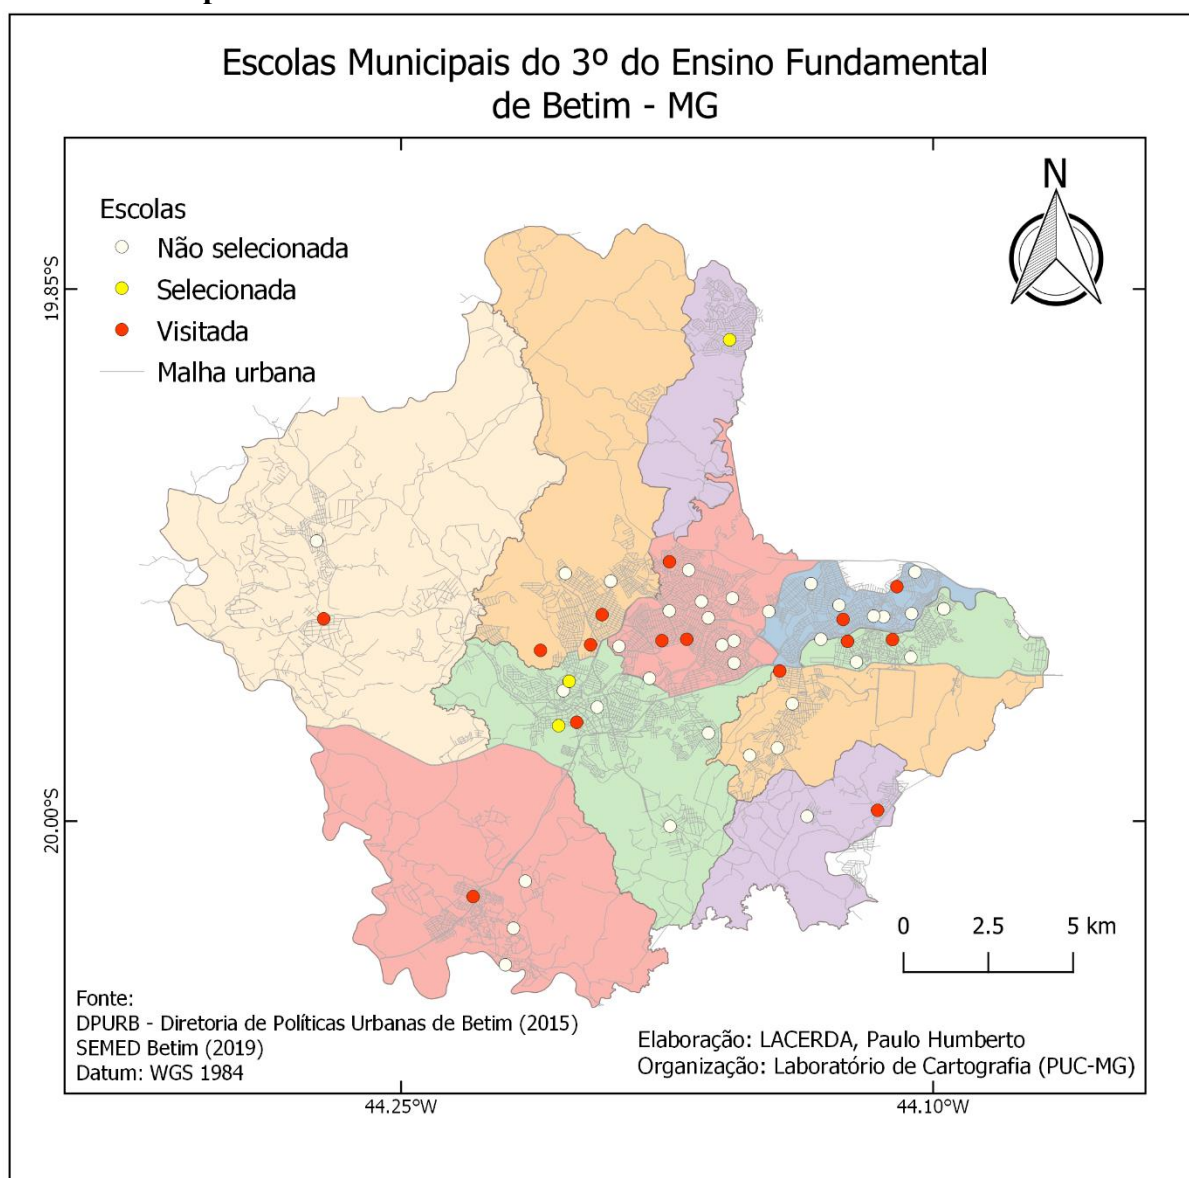 Escolas Municipais do 3º do Ensino Fundamental
de Betim - MG
N
Escolas
Não selecionada
Selecionada
Visitada
Malha urbana
19.85°S
20.00°S
0 2.5 5 km
Fonte:
DPURB - Diretoria de Políticas Urbanas de Betim (2015)
SEMED Betim (2019)
Datum: WGS 1984
Elaboração: LACERDA, Paulo Humberto
Organização: Laboratório de Cartografia (PUC-MG)
44.25°W 44.10°W